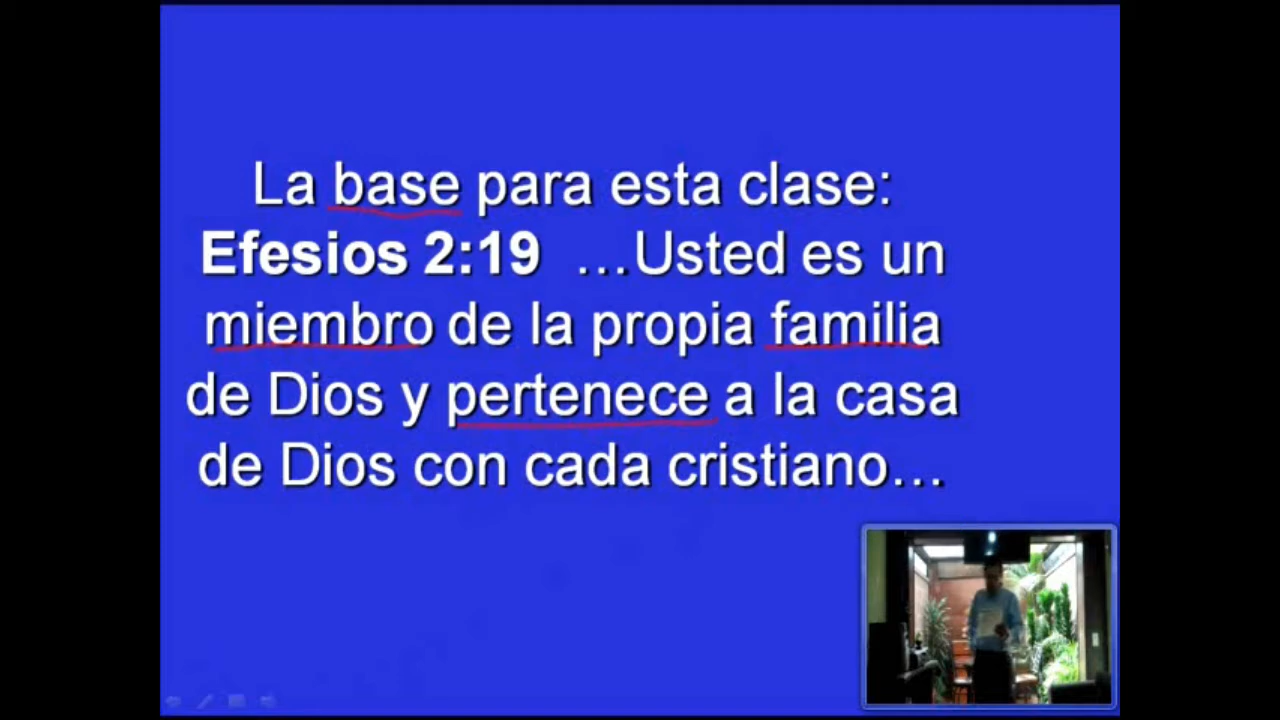 La base para esta clase:
Efesios 2:19 …Usted es un
miembro de la propia familia
de Dios y pertenece a la casa
de Dios con cada cristiano…